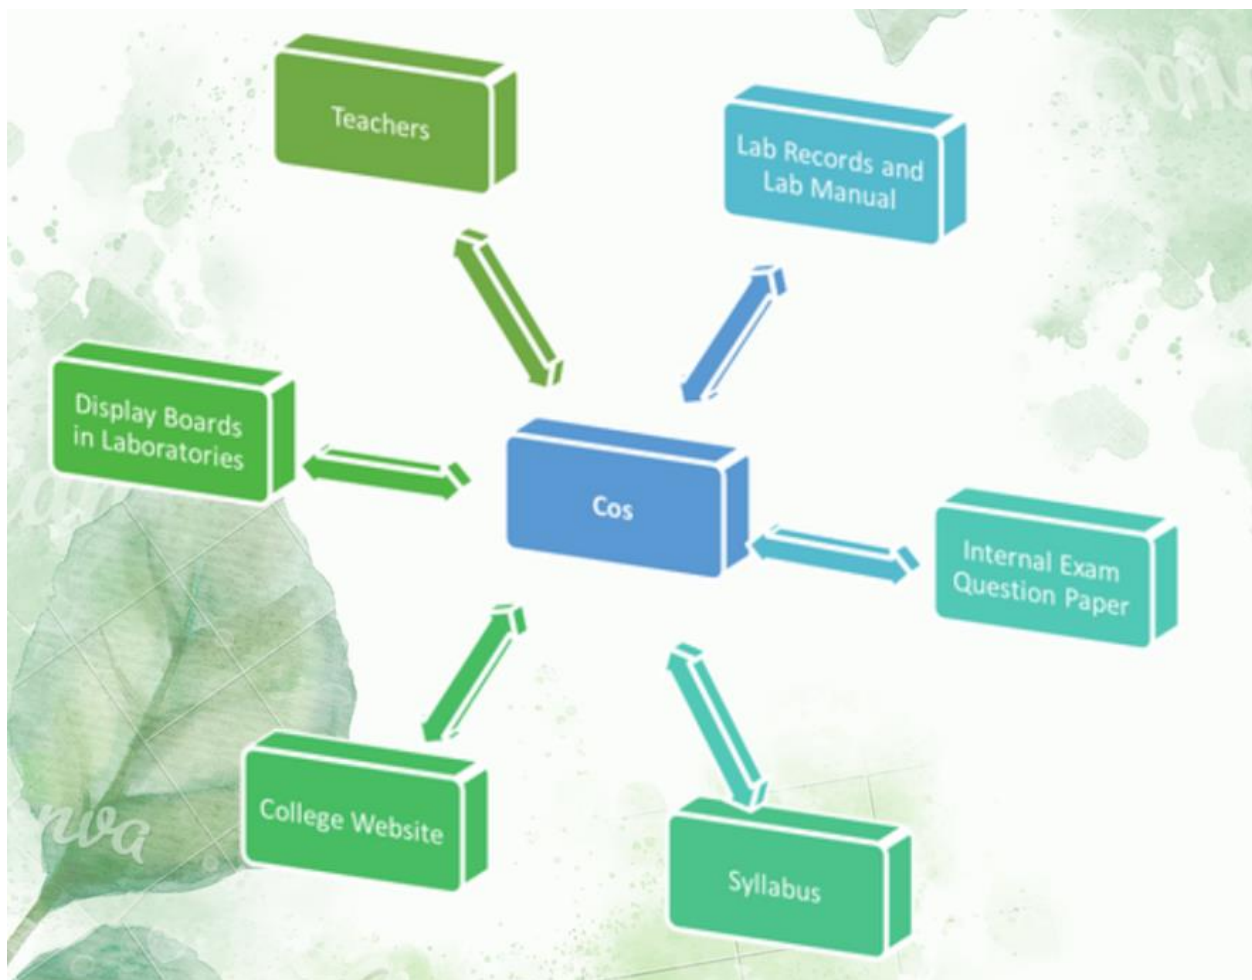 Teachers
Lab Records and
Lab Manual
Display Boards
in Laboratories
Cos
Internal Exam
Question Paper
College Website
Syllabus